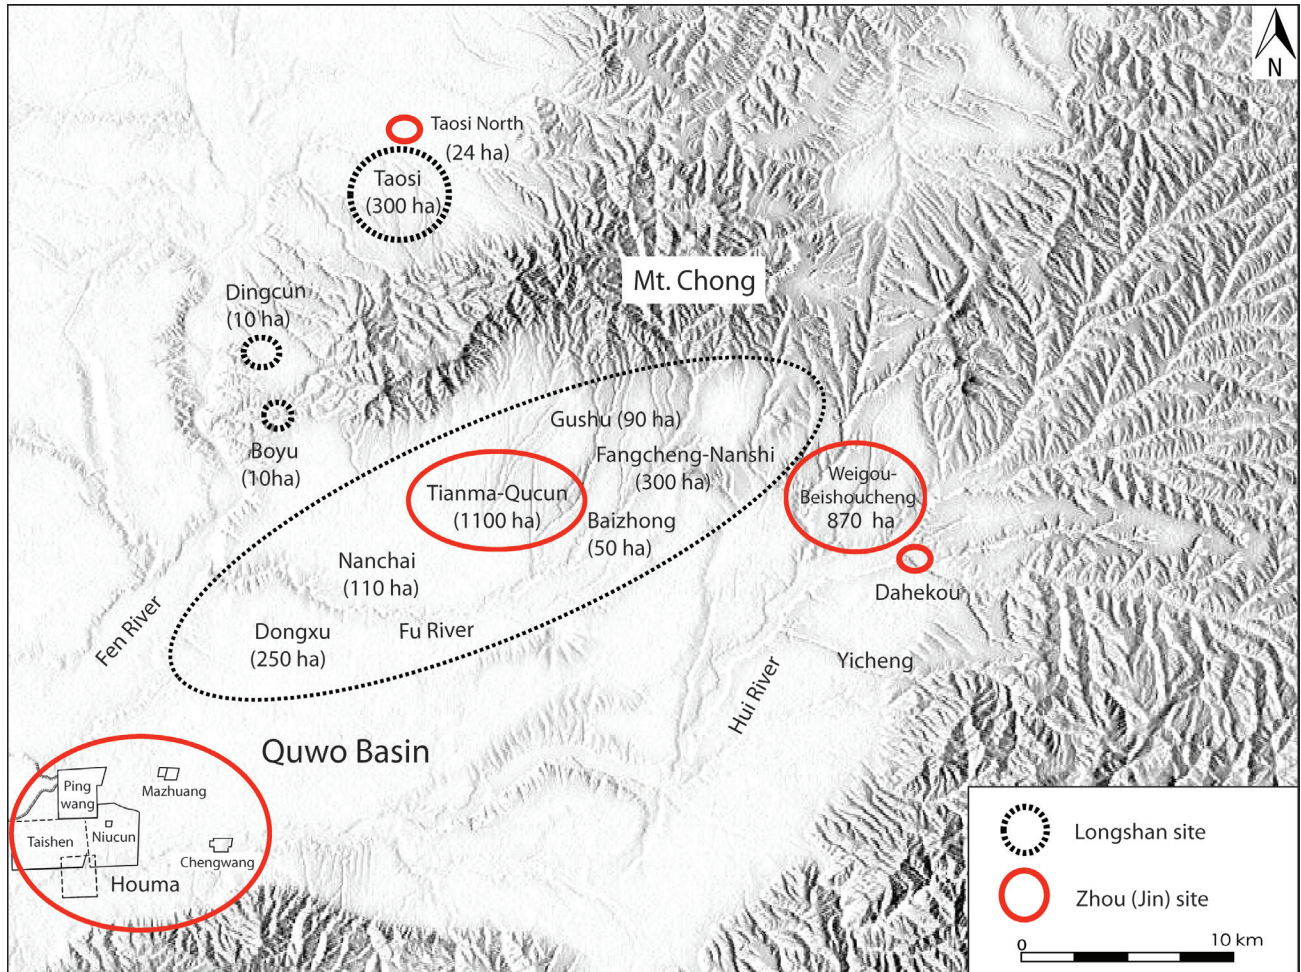 N
Taosi North
(24 ha)
Taosi
(300 ha)
Mt. Chong
Dingcun
(10 ha)
Boyu
(10ha)
Gushu (90 ha)
Fangcheng-Nanshi
(300 ha)
Tianma-Qucun
(1100 ha)
Baizhong
(50 ha)
Weigou-
Beishoucheng
870 ha
Dahekou
Nanchai
(110 ha)
Dongxu
(250 ha)
Fu River
Fen River
Yicheng
Hui River
Quwo Basin
Ping
wang
Mazhuang
Taishen
Niucun
Chengwang
Houma
Longshan site
Zhou (Jin) site
0
10 km